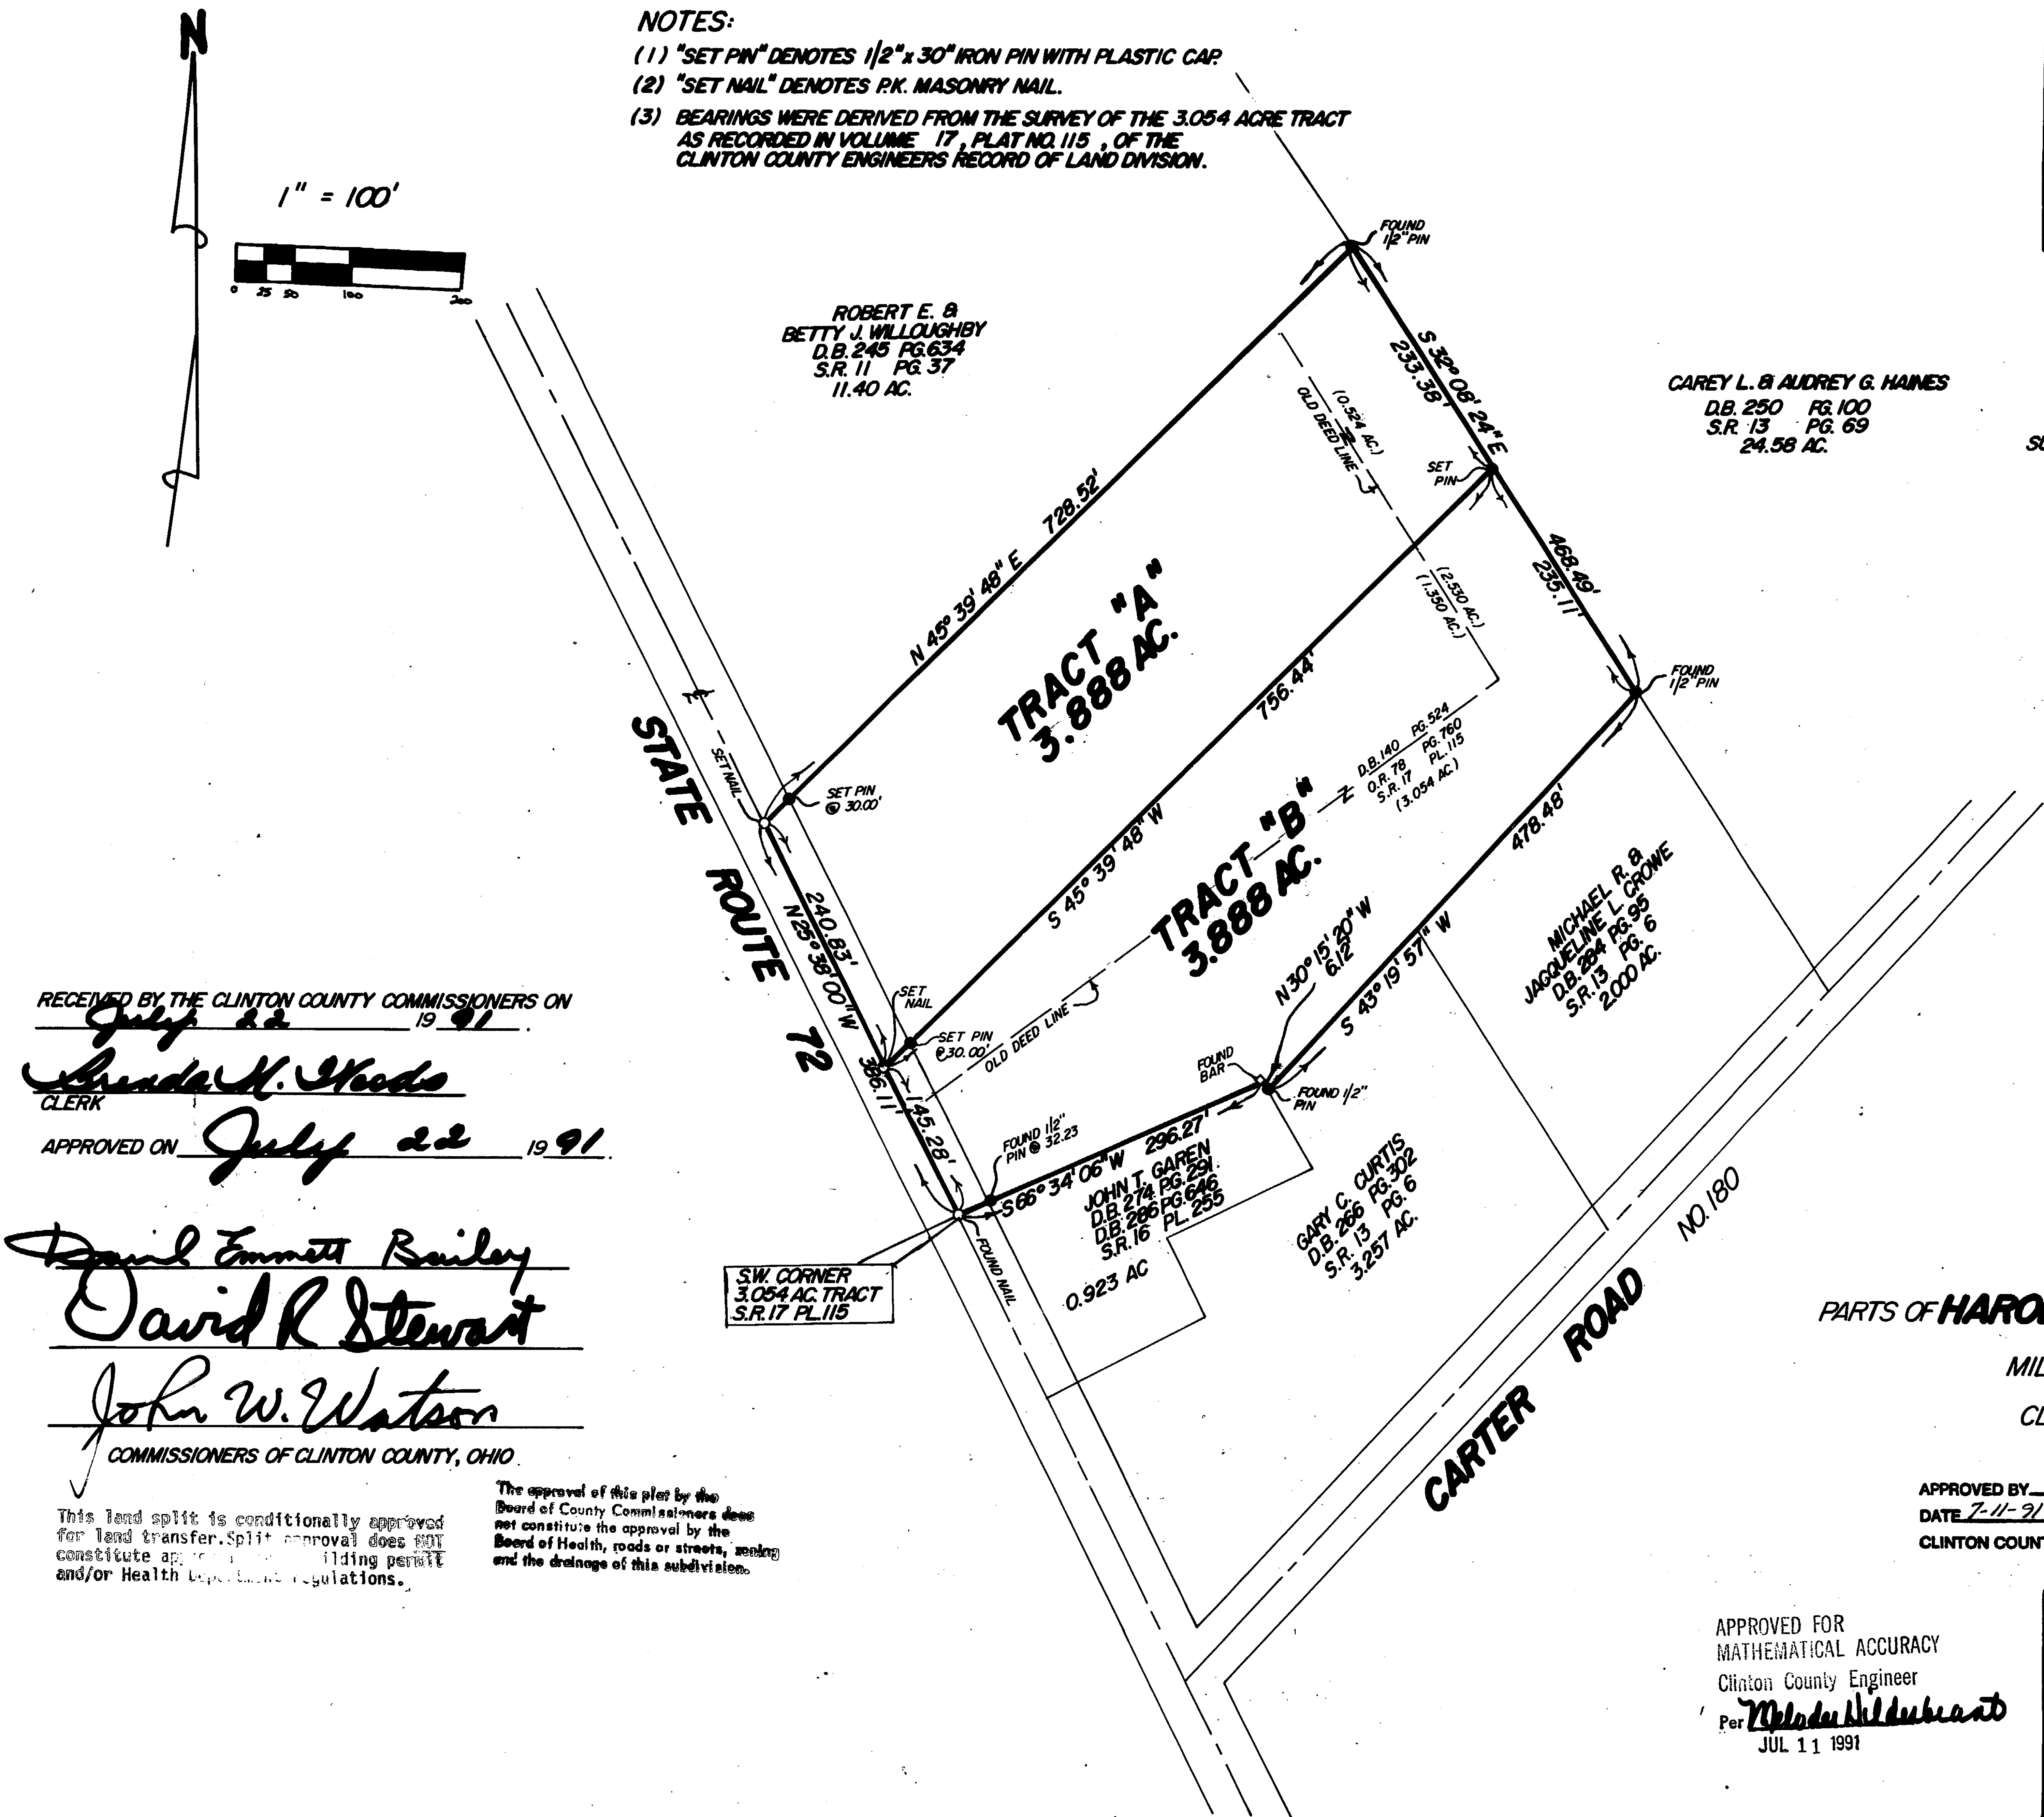 N
1" = 100'
0 25 50 100 200
NOTES:
(1) "SET PIN" DENOTES 1/2" x 30" IRON PIN WITH PLASTIC CAP.
(2) "SET NAIL" DENOTES P.K. MASONRY NAIL.
(3) BEARINGS WERE DERIVED FROM THE SURVEY OF THE 3.054 ACRE TRACT
AS RECORDED IN VOLUME 17, PLAT NO. 115 , OF THE
CLINTON COUNTY ENGINEERS RECORD OF LAND DIVISION.
ROBERT E. &
BETTY J. WILLOUGHBY
D.B. 245 PG. 634
S.R. 11 PG. 37
11.40 AC.
FOUND
1/2" PIN
S 32° 08' 24" E
233.38'
(0.524 AC.)
OLD DEED LINE
SET
PIN
CAREY L. & AUDREY G. HAINES
D.B. 250 PG. 100
S.R. 13 PG. 69
24.58 AC.
N 45° 39' 48" E 728.52'
TRACT "A"
3.888 AC.
468.49'
235.11'
(2.530 AC.)
(1.350 AC.)
FOUND
1/2" PIN
S 45° 39' 48" W 756.44'
D.B. 140 PG. 524
O.R. 78 PG. 760
S.R. 17 PL. 115
(3.054 AC.)
STATE ROUTE 72
SET NAIL
SET PIN
@ 30.00'
240.83'
N 25° 38' 00" W
SET
NAIL
SET PIN
@ 30.00'
OLD DEED LINE
TRACT "B"
3.888 AC.
N 30° 15' 20" W
6.12'
S 43° 19' 57" W 478.48'
MICHAEL R. &
JACQUELINE L. CROWE
D.B. 284 PG. 95
S.R. 13 PG. 6
2.000 AC.
386.11'
145.28'
FOUND
BAR
FOUND 1/2"
PIN
FOUND 1/2"
PIN @ 32.23
S 66° 34' 06" W 296.27'
JOHN T. GAREN
D.B. 274 PG. 291
D.B. 286 PG. 646
S.R. 16 PL. 255
0.923 AC
GARY C. CURTIS
D.B. 266 PG. 302
S.R. 13 PG. 6
3.257 AC.
FOUND NAIL
S.W. CORNER
3.054 AC. TRACT
S.R. 17 PL. 115
CARTER ROAD NO. 180
RECEIVED BY THE CLINTON COUNTY COMMISSIONERS ON
July 22 19 91.
Brenda K. Woods
CLERK
APPROVED ON July 22 19 91.
David Emmett Bailey
David R Stewart
John W. Watson
COMMISSIONERS OF CLINTON COUNTY, OHIO
This land split is conditionally approved
for land transfer. Split approval does NOT
constitute ilding permit
and/or Health regulations.
The approval of this plat by the
Board of County Commissioners does
not constitute the approval by the
Board of Health, roads or streets, zoning
and the drainage of this subdivision.
PARTS OF HARO
MIL
CL
APPROVED BY
DATE 7-11-91
CLINTON COUN
APPROVED FOR
MATHEMATICAL ACCURACY
Clinton County Engineer
Per Melodee Hildebrant
JUL 11 1991